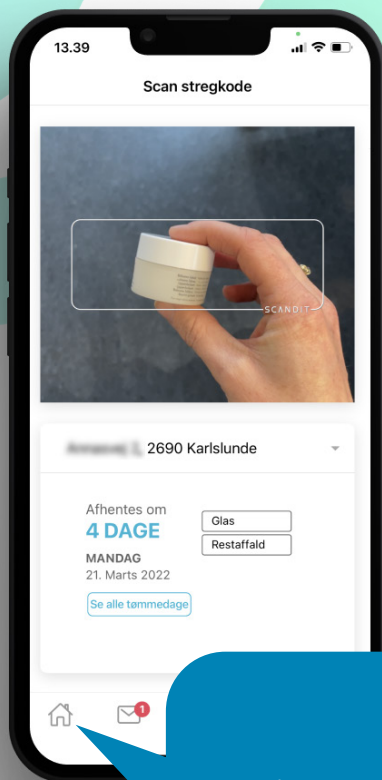 13.39
Scan stregkode
SCANDIT
2690 Karlslunde
Afhentes om
4 DAGE
MANDAG
21. Marts 2022
Se alle tømmedage
Glas
Restaffald
1